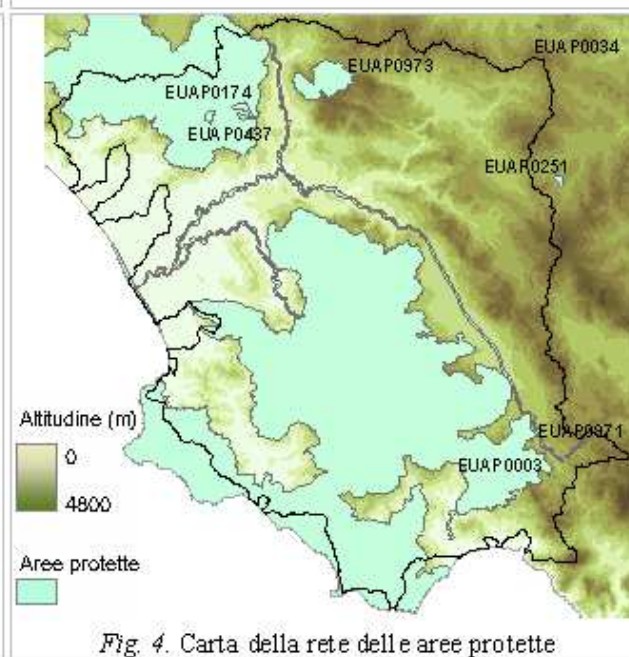 EUAP0034
EUAP0973
EUAP0174
EUAP0437
EUAP0251
EUAP0971
EUAP0003
Attitudine (m)
0
4800
Aree protette
Fig. 4. Carta della rete delle aree protette